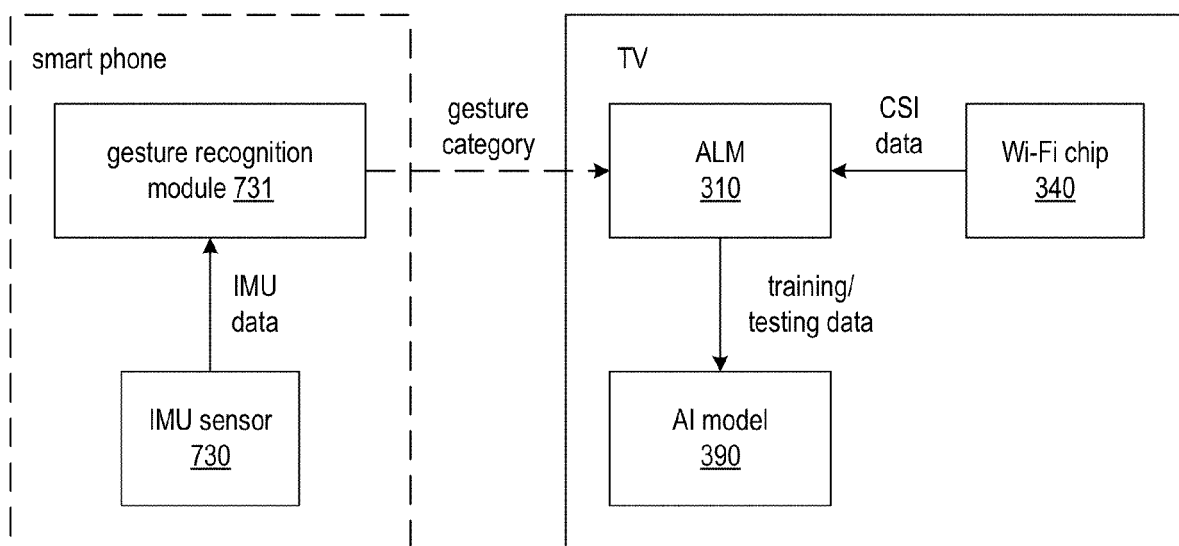 smart phone
gesture recognition
module 731
IMU
data
IMU sensor
730
gesture
category
TV
ALM
310
CSI
data
Wi-Fi chip
340
training/
testing data
AI model
390